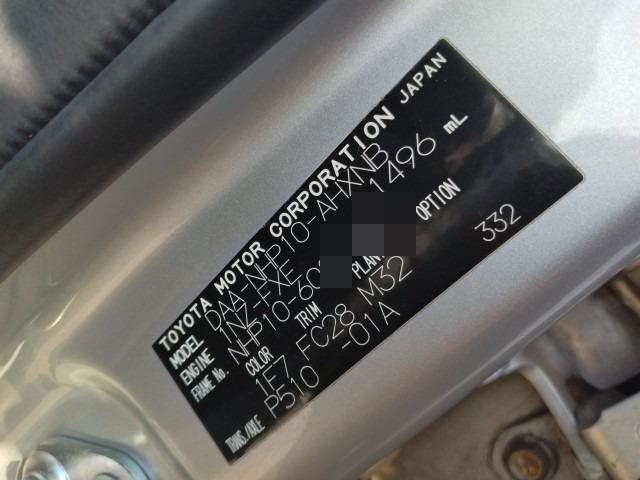 TOYOTA MOTOR CORPORATION JAPAN
MODEL DAA-NHP10-AHXNB
ENGINE 1NZ-FXE 1496 mL
FRAME No. NHP10-60
COLOR TRIM PLANT OPTION
1F7 FC28 M32 332
TRANS./AXLE P510 -01A